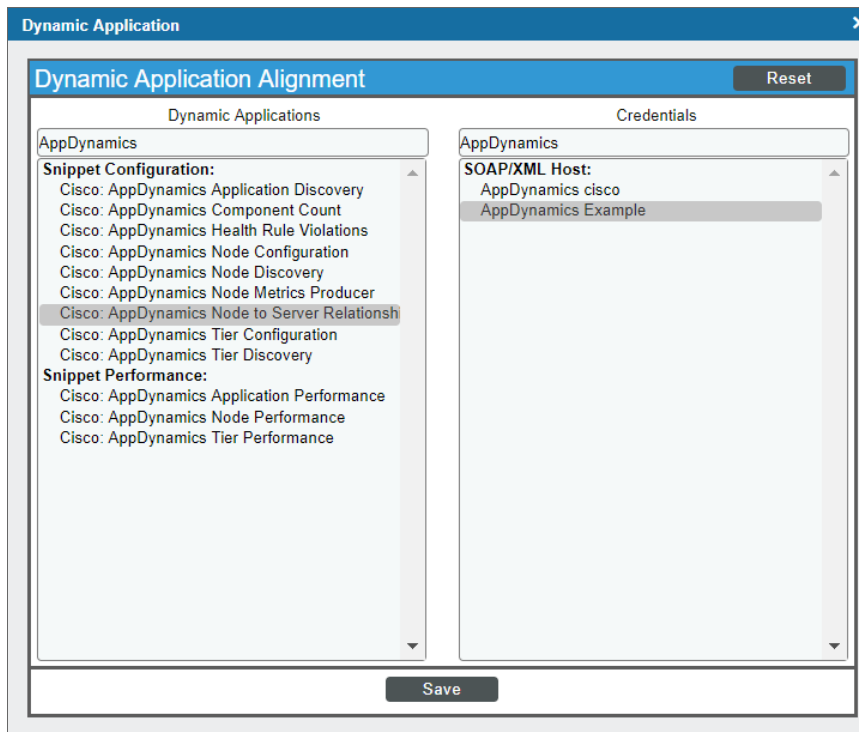 Dynamic Application
Dynamic Application Alignment
Reset
Dynamic Applications
AppDynamics
Snippet Configuration:
Cisco: AppDynamics Application Discovery
Cisco: AppDynamics Component Count
Cisco: AppDynamics Health Rule Violations
Cisco: AppDynamics Node Configuration
Cisco: AppDynamics Node Discovery
Cisco: AppDynamics Node Metrics Producer
Cisco: AppDynamics Node to Server Relationsh
Cisco: AppDynamics Tier Configuration
Cisco: AppDynamics Tier Discovery
Snippet Performance:
Cisco: AppDynamics Application Performance
Cisco: AppDynamics Node Performance
Cisco: AppDynamics Tier Performance
Credentials
AppDynamics
SOAP/XML Host:
AppDynamics cisco
AppDynamics Example
Save